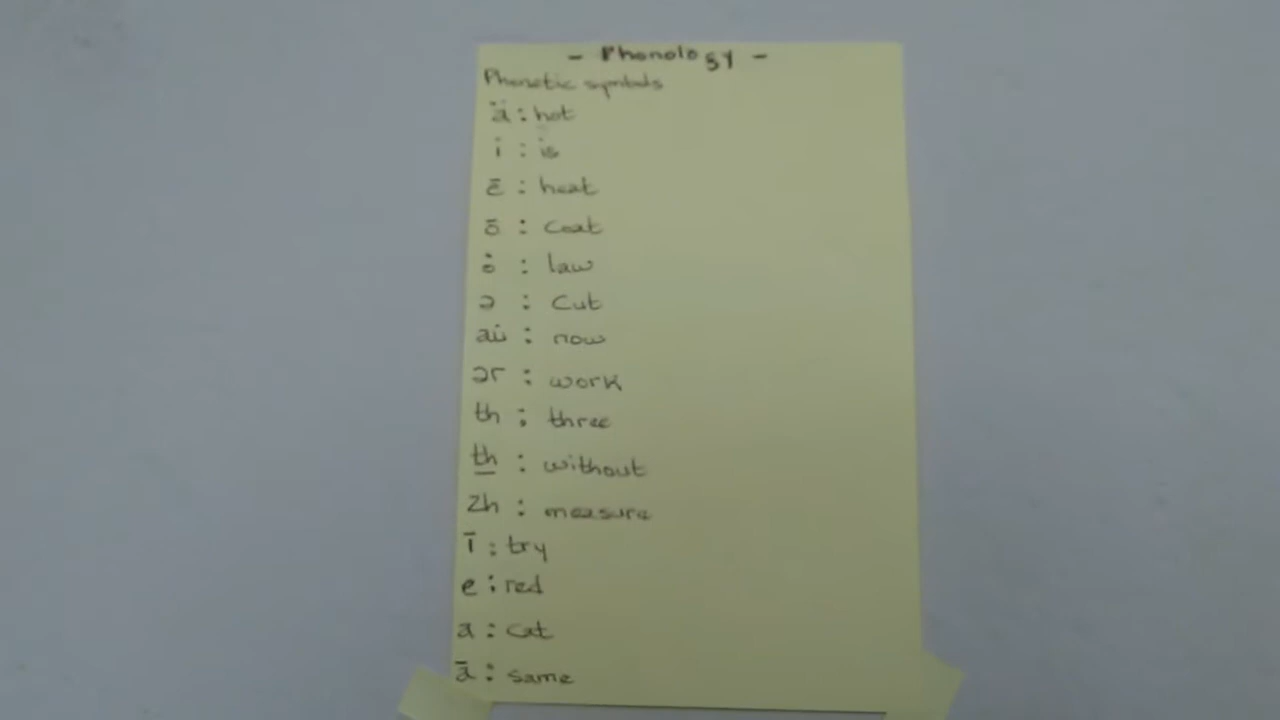 - Phonology -
Phonetic symbols
ä : hot
i : is
ē : heat
ō : coat
ȯ : law
ə : cut
au̇ : now
ər : work
th : three
t͟h : without
zh : measure
ī : try
e : red
a : cat
ā : same